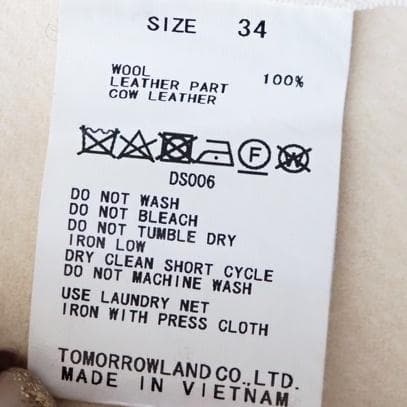 SIZE 34
WOOL 100%
LEATHER PART
COW LEATHER
F W
DS006
DO NOT WASH
DO NOT BLEACH
DO NOT TUMBLE DRY
IRON LOW
DRY CLEAN SHORT CYCLE
DO NOT MACHINE WASH
USE LAUNDRY NET
IRON WITH PRESS CLOTH
TOMORROWLAND CO.,LTD.
MADE IN VIETNAM